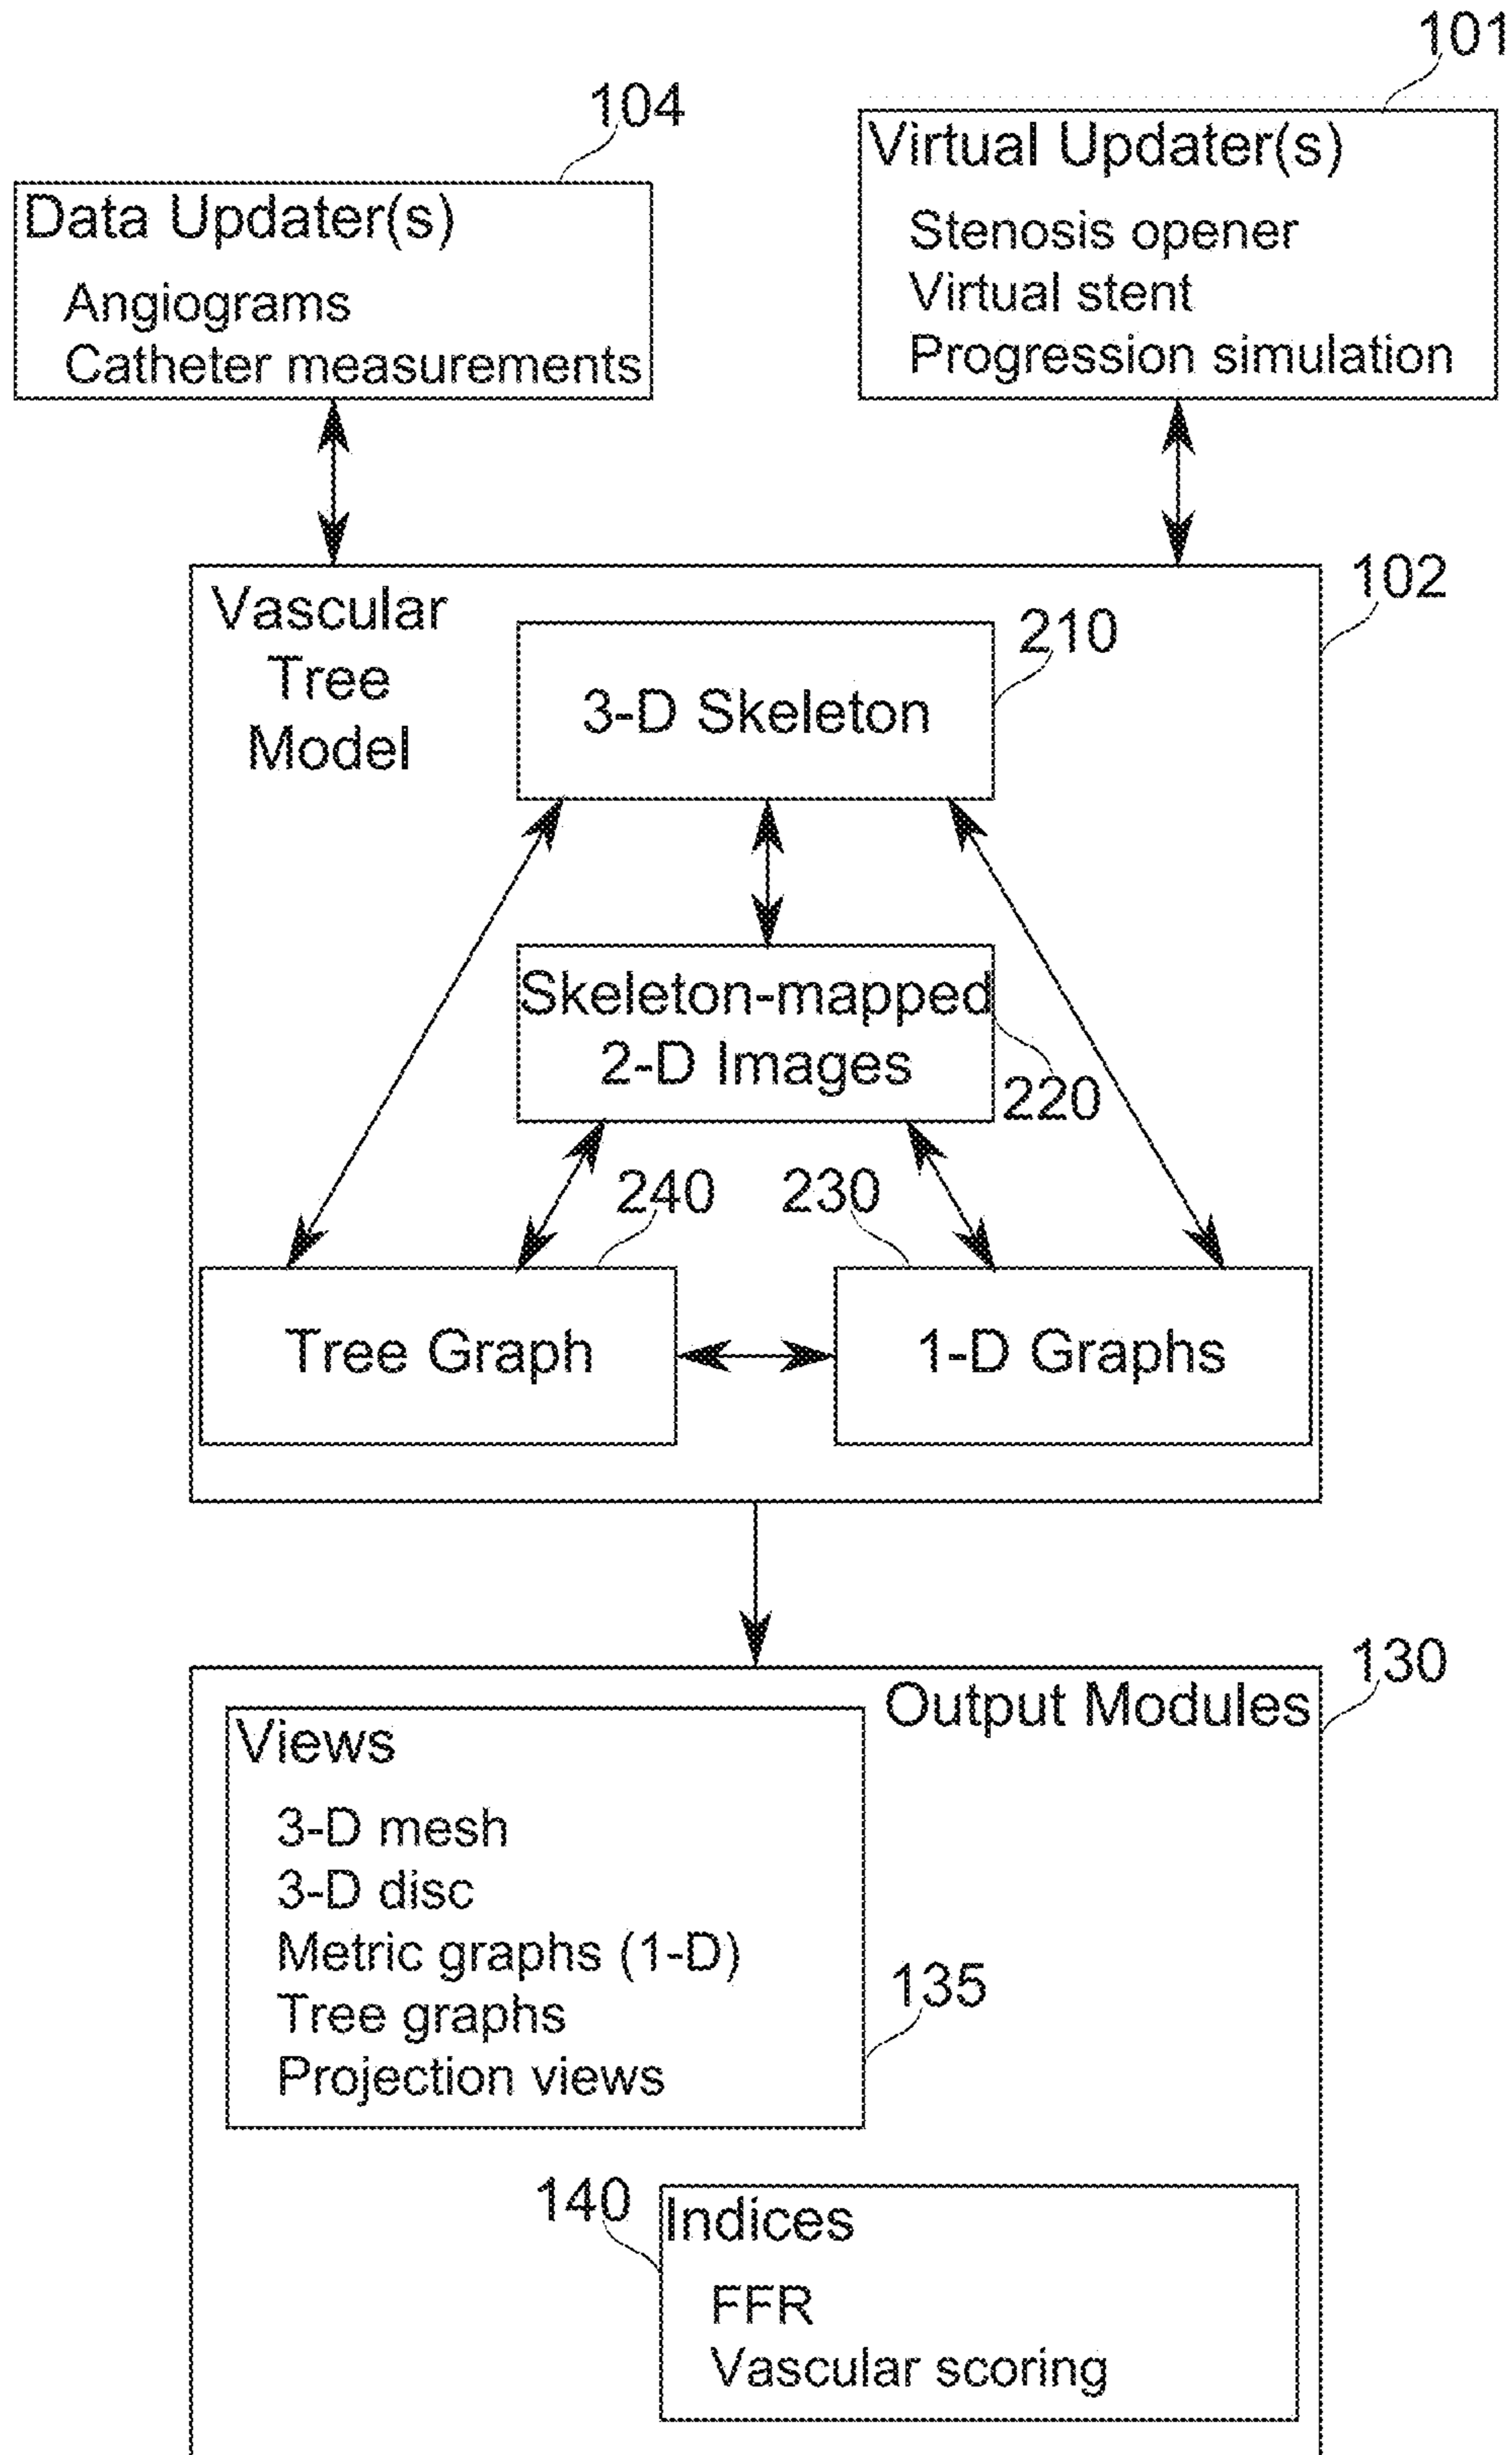 101
104
Virtual Updater(s)
Stenosis opener
Virtual stent
Progression simulation
Data Updater(s)
Angiograms
Catheter measurements
102
Vascular
Tree
Model
210
3-D Skeleton
Skeleton-mapped
2-D Images
220
240
230
Tree Graph
1-D Graphs
130
Output Modules
Views
3-D mesh
3-D disc
Metric graphs (1-D)
Tree graphs
Projection views
135
140
Indices
FFR
Vascular scoring